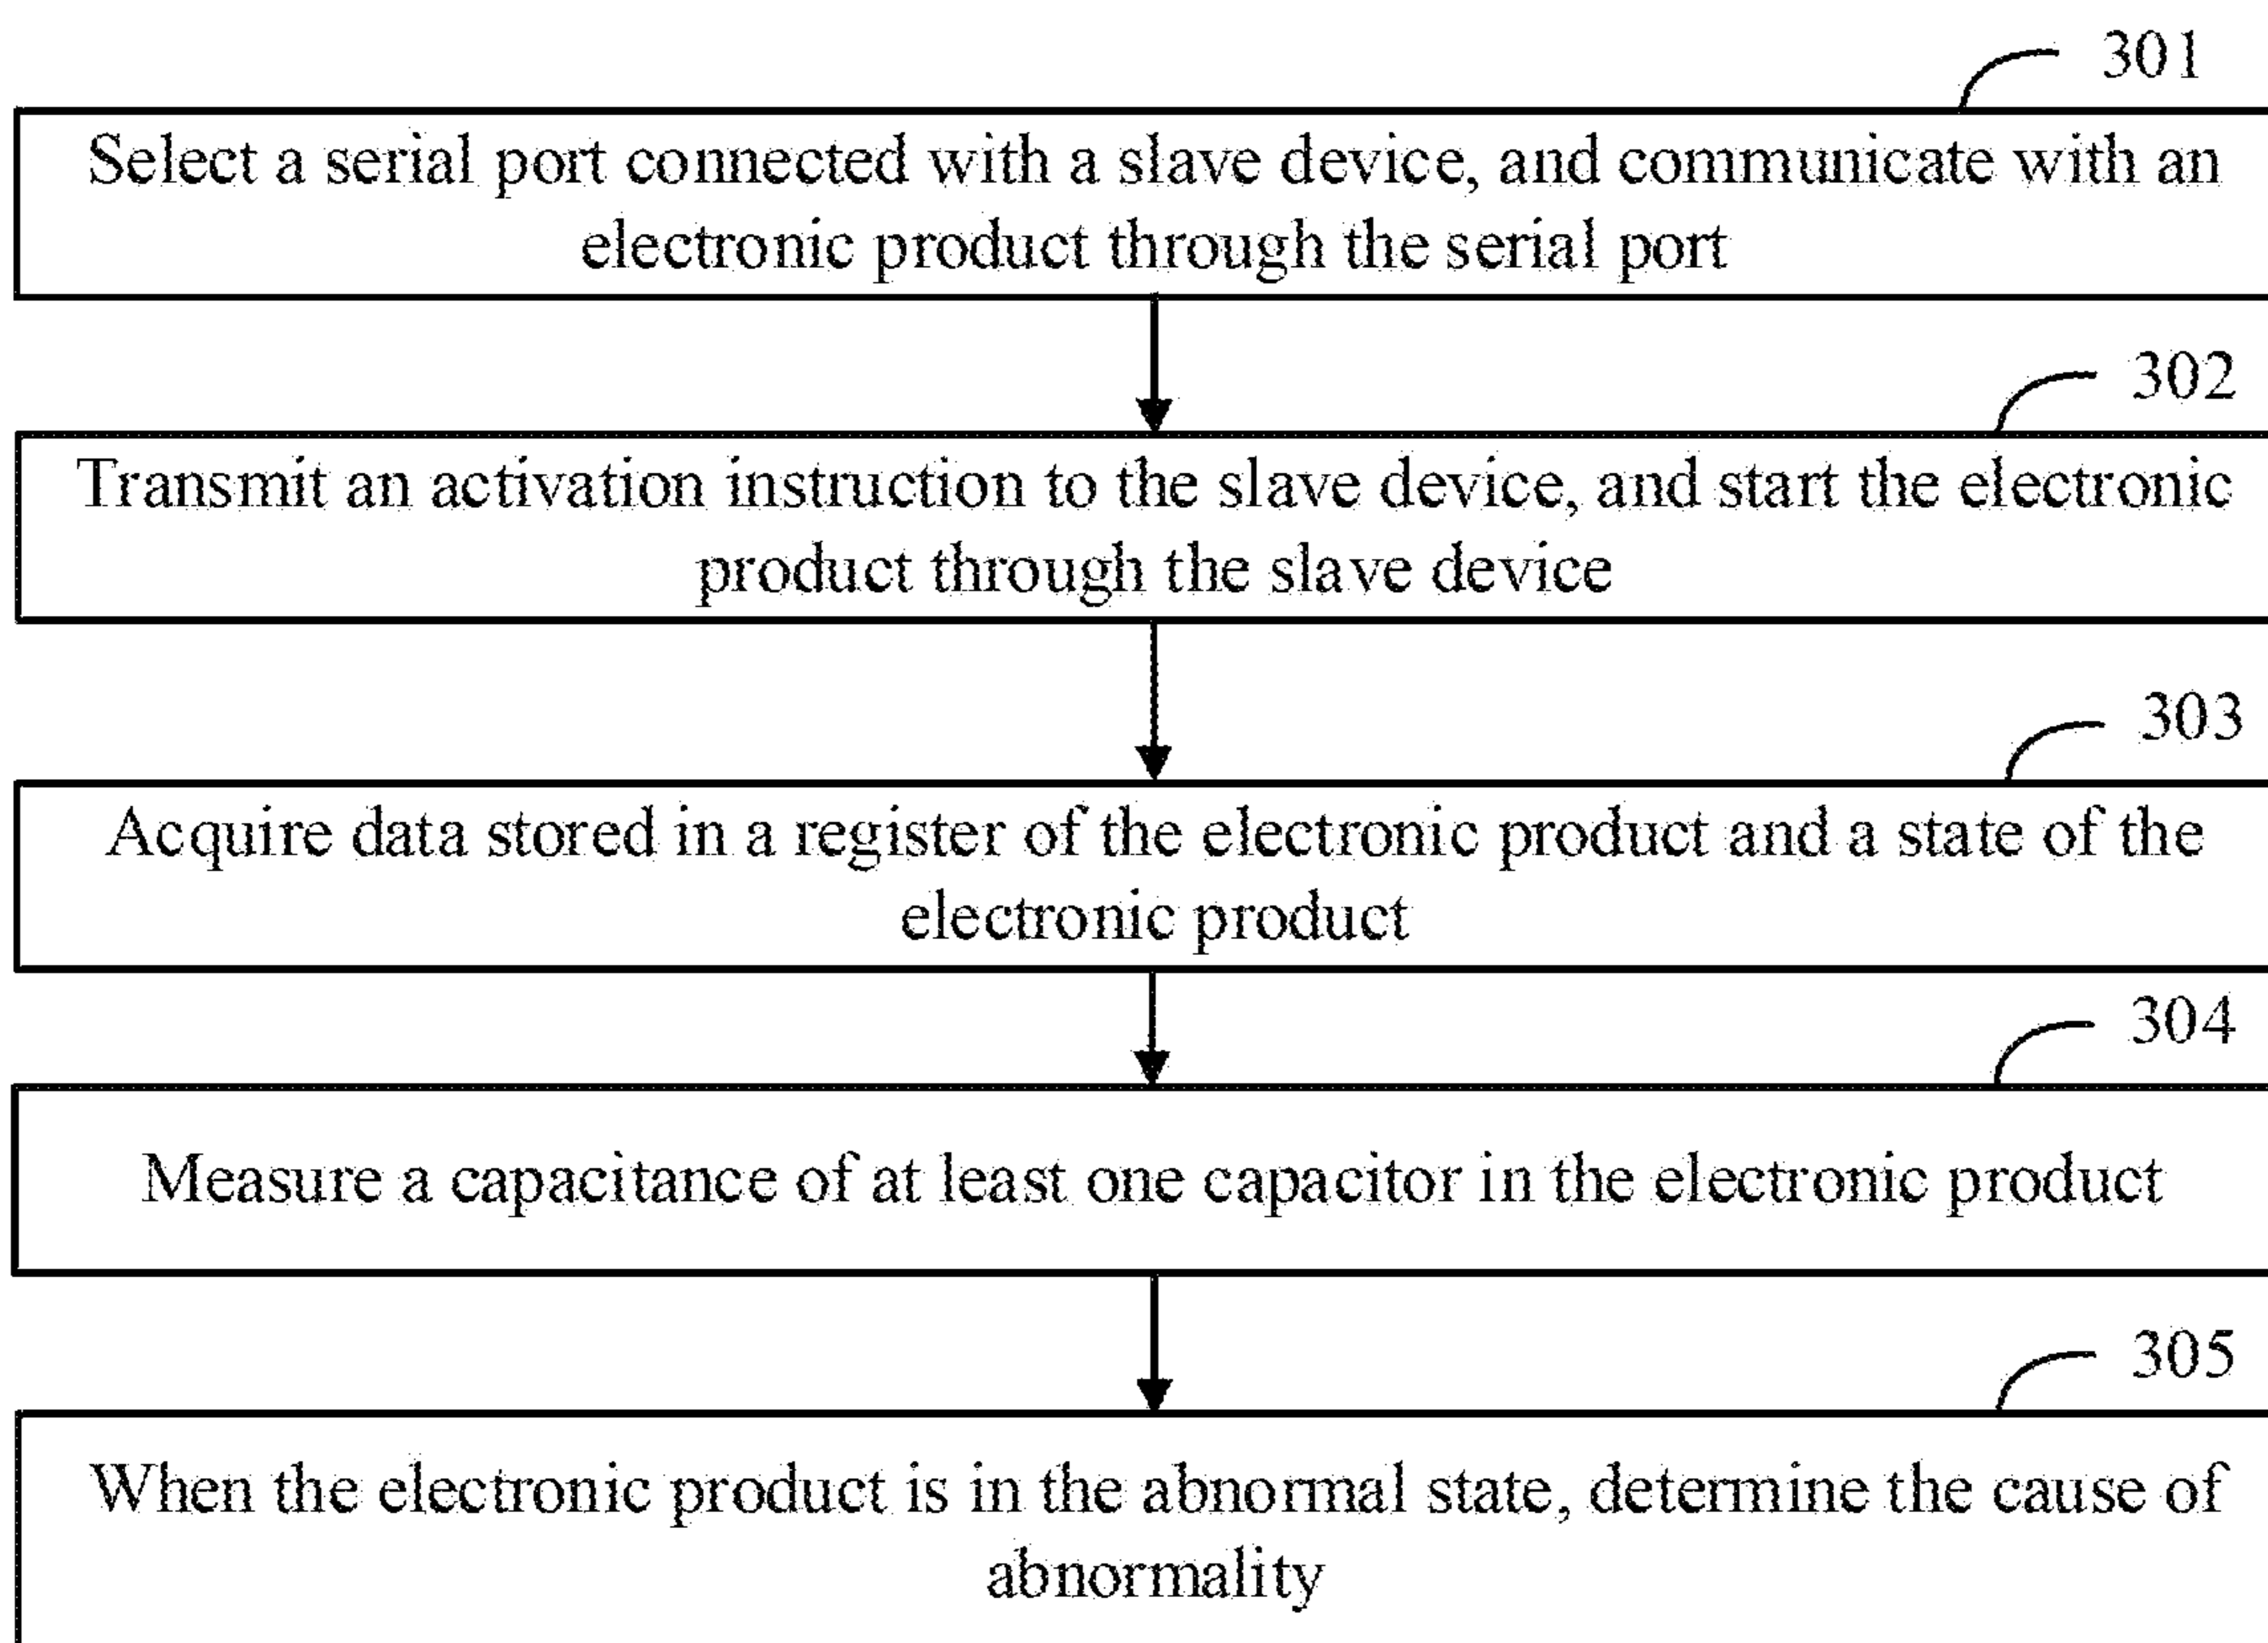 301
Select a serial port connected with a slave device, and communicate with an
electronic product through the serial port
302
Transmit an activation instruction to the slave device, and start the electronic
product through the slave device
303
Acquire data stored in a register of the electronic product and a state of the
electronic product
304
Measure a capacitance of at least one capacitor in the electronic product
305
When the electronic product is in the abnormal state, determine the cause of
abnormality